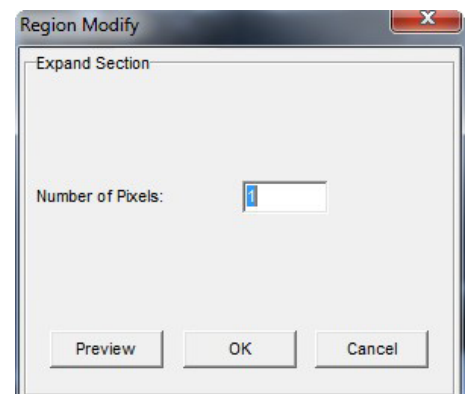 Region Modify
Expand Section
Number of Pixels: 1
Preview OK Cancel